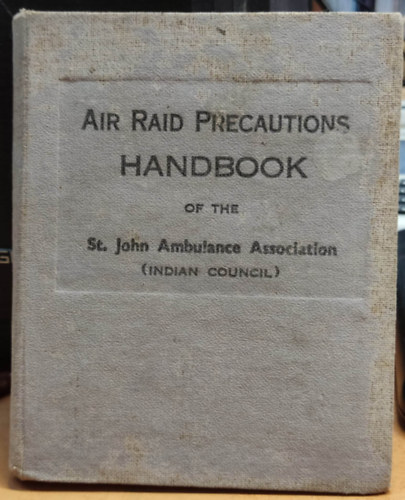 AIR RAID PRECAUTIONS
HANDBOOK
OF THE
St. John Ambulance Association
(INDIAN COUNCIL)